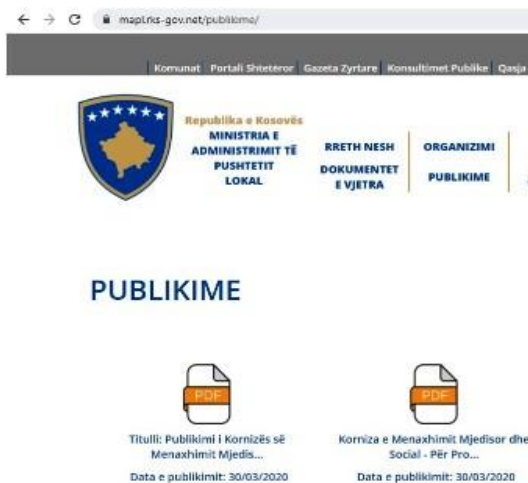 mapl.rks-gov.net/publikime/
Komunat Portali Shtetëror Gazeta Zyrtare Konsultimet Publike Qasja
Republika e Kosovës
MINISTRIA E
ADMINISTRIMIT TË
PUSHTETIT
LOKAL
RRETH NESH
ORGANIZIMI
DOKUMENTET
E VJETRA
PUBLIKIME
PUBLIKIME
PDF
Titulli: Publikimi i Kornizës së
Menaxhimit Mjedis...
Data e publikimit: 30/03/2020
PDF
Korniza e Menaxhimit Mjedisor dhe
Social - Për Pro...
Data e publikimit: 30/03/2020